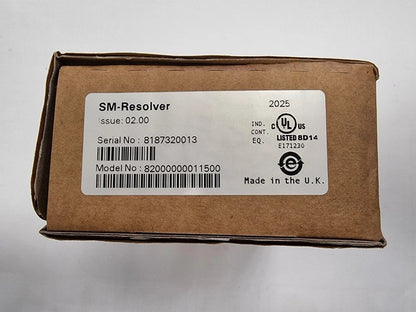 SM-Resolver
Issue: 02.00
2025
Serial No : 8187320013
Model No : 82000000011500
IND.
CONT.
EQ.
C UL US
LISTED 8D14
E171230
e
Made in the U.K.